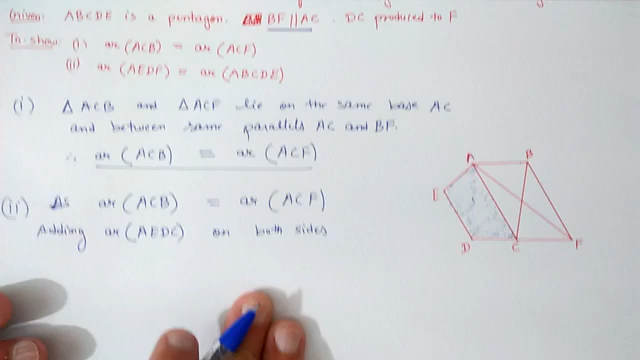 Given: ABCDE is a pentagon. BF || AC. DC produced to F
To show: (i) ar (ACB) = ar (ACF)
(ii) ar (AEDF) = ar (ABCDE)
(i) Δ ACB and Δ ACF lie on the same base AC
and between same parallels AC and BF.
∴ ar (ACB) = ar (ACF)
(ii) As ar (ACB) = ar (ACF)
Adding ar (AEDC) on both sides
A B
E
D C F